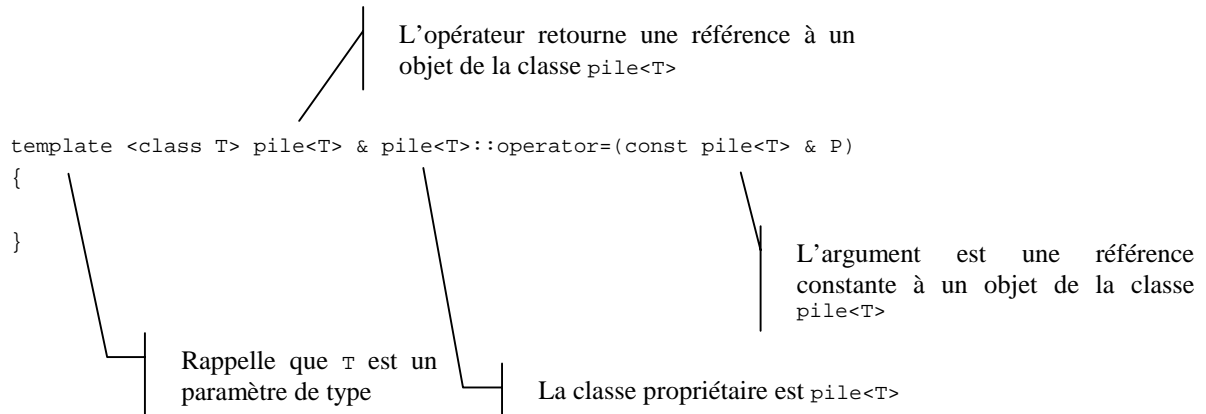 L’opérateur retourne une référence à un
objet de la classe pile<T>
template <class T> pile<T> & pile<T>::operator=(const pile<T> & P)
{
}
L’argument est une référence
constante à un objet de la classe
pile<T>
Rappelle que T est un
paramètre de type
La classe propriétaire est pile<T>